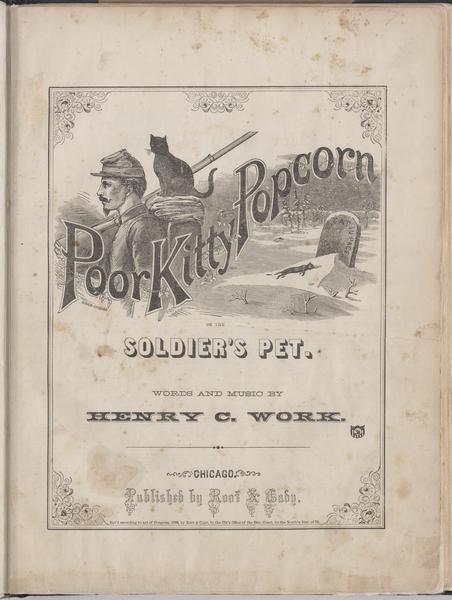 Poor Kitty Popcorn
OR THE
SOLDIER'S PET.
WORDS AND MUSIC BY
HENRY C. WORK.
CHICAGO.
Published by Root & Cady.